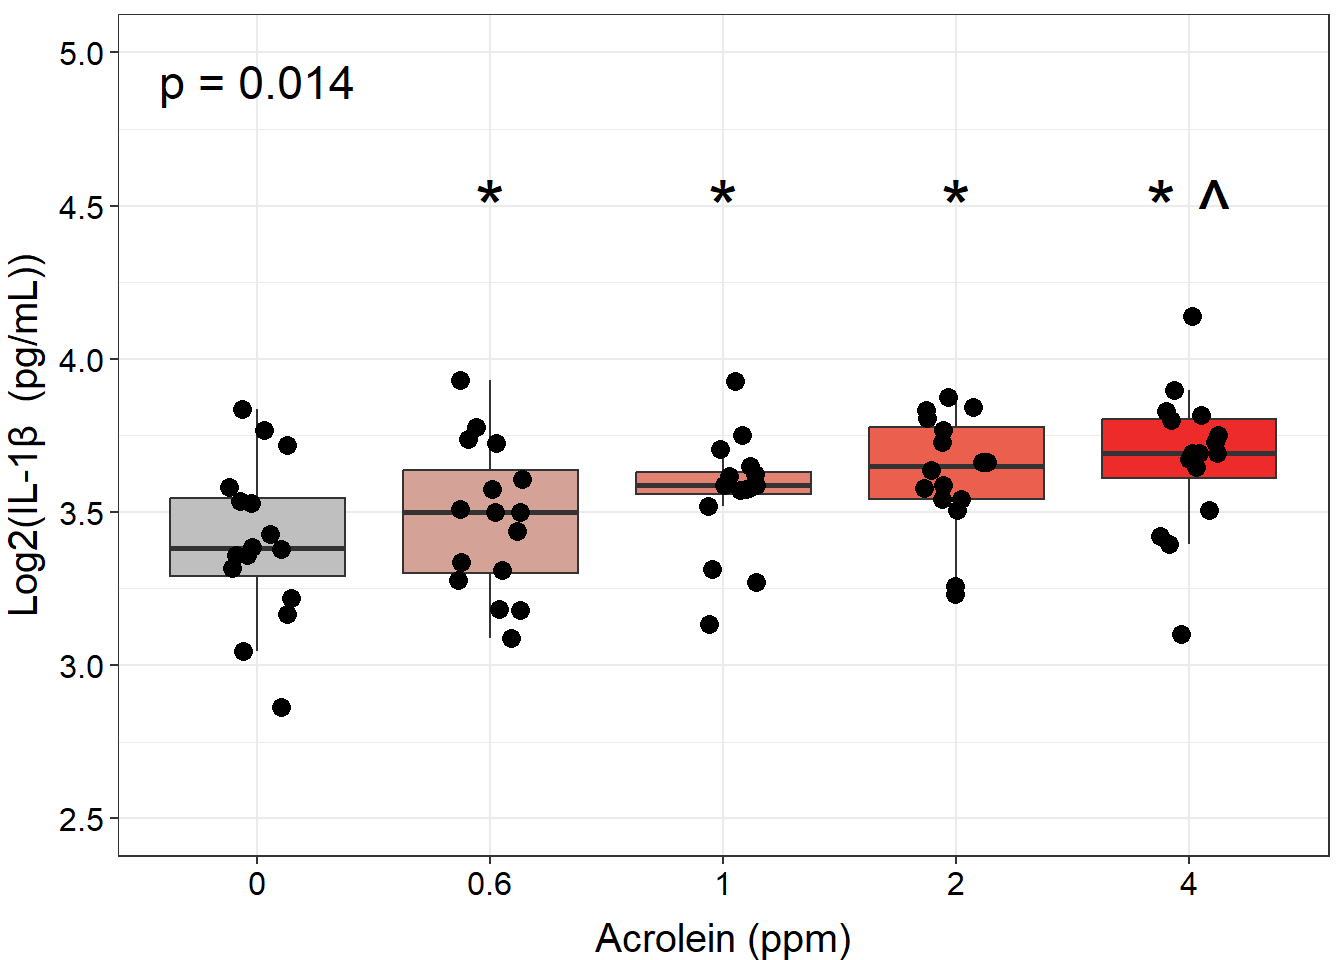 5.0
p = 0.014
4.5
* * * * ^
4.0
3.5
3.0
2.5
Log2(IL-1β (pg/mL))
0 0.6 1 2 4
Acrolein (ppm)